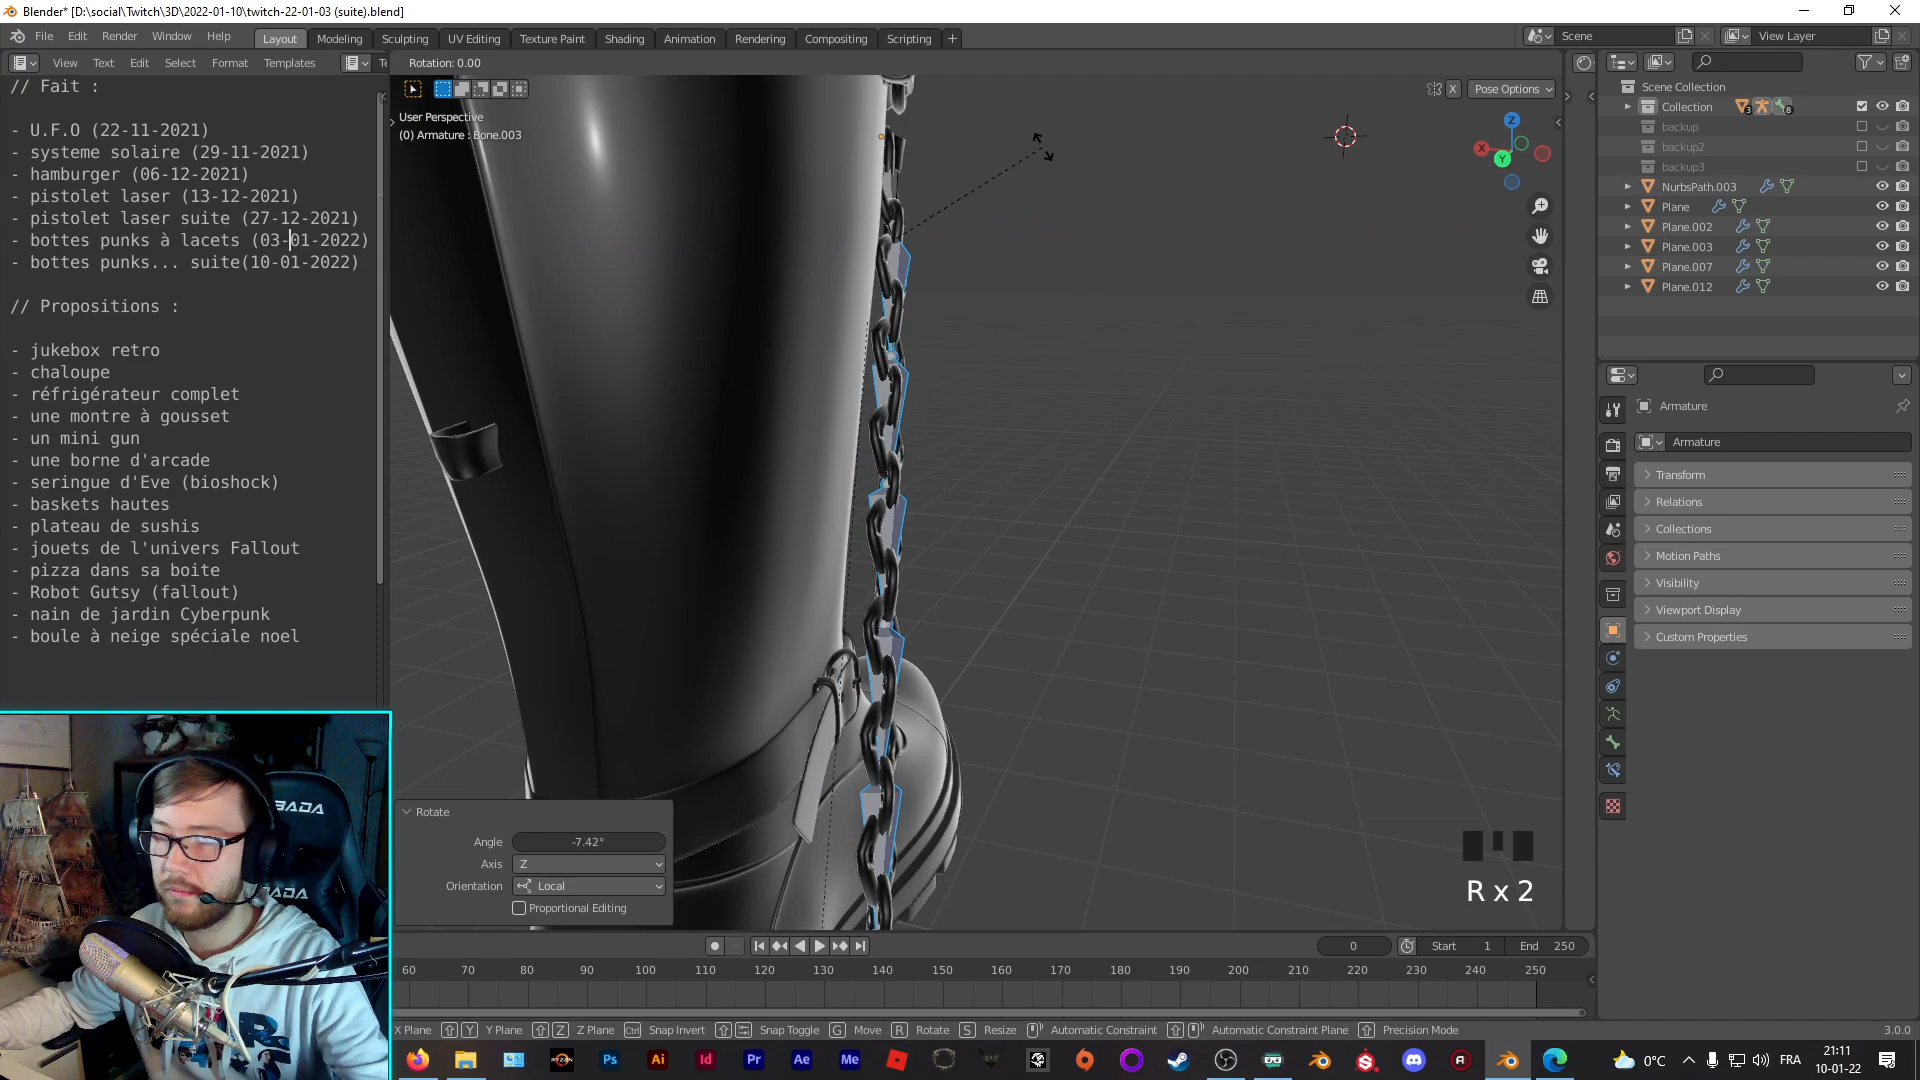 Blender* [D:\social\Twitch\3D\2022-01-10\twitch-22-01-03 (suite).blend]
File Edit Render Window Help Layout Modeling Sculpting UV Editing Texture Paint Shading Animation Rendering Compositing Scripting + Scene View Layer
View Text Edit Select Format Templates Rotation: 0.00
X Pose Options
User Perspective
(0) Armature : Bone.003
Z
X
Y
// Fait :
- U.F.O (22-11-2021)
- systeme solaire (29-11-2021)
- hamburger (06-12-2021)
- pistolet laser (13-12-2021)
- pistolet laser suite (27-12-2021)
- bottes punks à lacets (03-01-2022)
- bottes punks... suite(10-01-2022)
// Propositions :
- jukebox retro
- chaloupe
- réfrigérateur complet
- une montre à gousset
- un mini gun
- une borne d'arcade
- seringue d'Eve (bioshock)
- baskets hautes
- plateau de sushis
- jouets de l'univers Fallout
- pizza dans sa boite
- Robot Gutsy (fallout)
- nain de jardin Cyberpunk
- boule à neige spéciale noel
Scene Collection
Collection 3 8
backup
backup2
backup3
NurbsPath.003
Plane
Plane.002
Plane.003
Plane.007
Plane.012
Armature
Armature
Transform
Relations
Collections
Motion Paths
Visibility
Viewport Display
Custom Properties
Rotate
Angle -7.42°
Axis Z
Orientation Local
Proportional Editing
R x 2
0 Start 1 End 250
60 70 80 90 100 110 120 130 140 150 160 170 180 190 200 210 220 230 240 250
X Plane Z Y Plane Z Z Plane Ctrl Snap Invert Snap Toggle G Move R Rotate S Resize Automatic Constraint Automatic Constraint Plane Precision Mode 3.0.0
RYZEN Ps Ai Id Pr Ae Me 0°C FRA 21:11
10-01-22